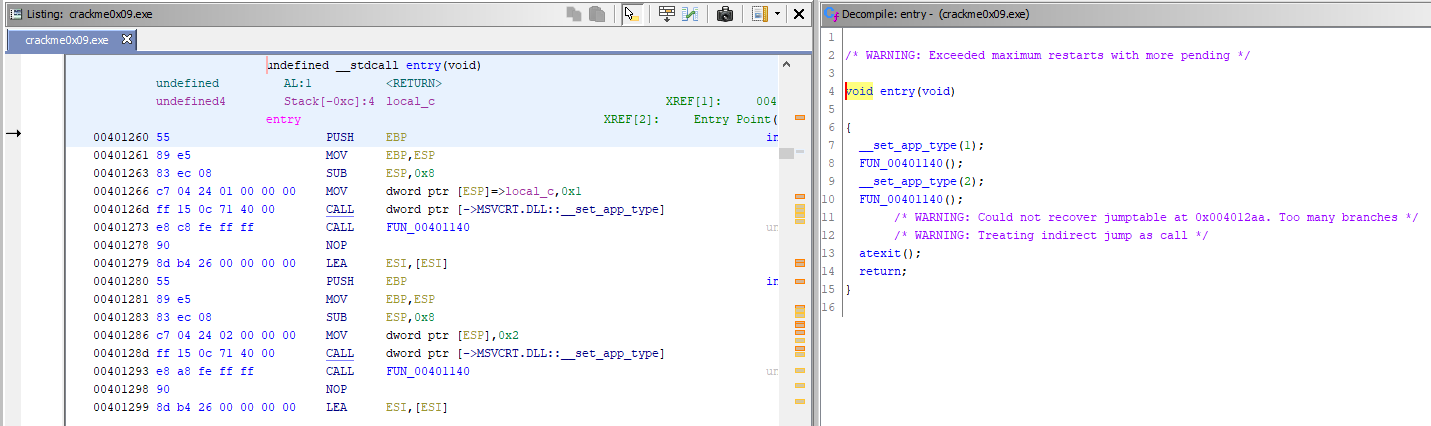 Listing: crackme0x09.exe
crackme0x09.exe
undefined __stdcall entry(void)
undefined AL:1 <RETURN>
undefined4 Stack[-0xc]:4 local_c XREF[1]: 004
entry XREF[2]: Entry Point(
00401260 55 PUSH EBP in
00401261 89 e5 MOV EBP,ESP
00401263 83 ec 08 SUB ESP,0x8
00401266 c7 04 24 01 00 00 00 MOV dword ptr [ESP]=>local_c,0x1
0040126d ff 15 0c 71 40 00 CALL dword ptr [->MSVCRT.DLL::__set_app_type]
00401273 e8 c8 fe ff ff CALL FUN_00401140 un
00401278 90 NOP
00401279 8d b4 26 00 00 00 00 LEA ESI,[ESI]
00401280 55 PUSH EBP in
00401281 89 e5 MOV EBP,ESP
00401283 83 ec 08 SUB ESP,0x8
00401286 c7 04 24 02 00 00 00 MOV dword ptr [ESP],0x2
0040128d ff 15 0c 71 40 00 CALL dword ptr [->MSVCRT.DLL::__set_app_type]
00401293 e8 a8 fe ff ff CALL FUN_00401140 un
00401298 90 NOP
00401299 8d b4 26 00 00 00 00 LEA ESI,[ESI]
Decompile: entry - (crackme0x09.exe)
1
2 /* WARNING: Exceeded maximum restarts with more pending */
3
4 void entry(void)
5
6 {
7 __set_app_type(1);
8 FUN_00401140();
9 __set_app_type(2);
10 FUN_00401140();
11 /* WARNING: Could not recover jumptable at 0x004012aa. Too many branches */
12 /* WARNING: Treating indirect jump as call */
13 atexit();
14 return;
15 }
16